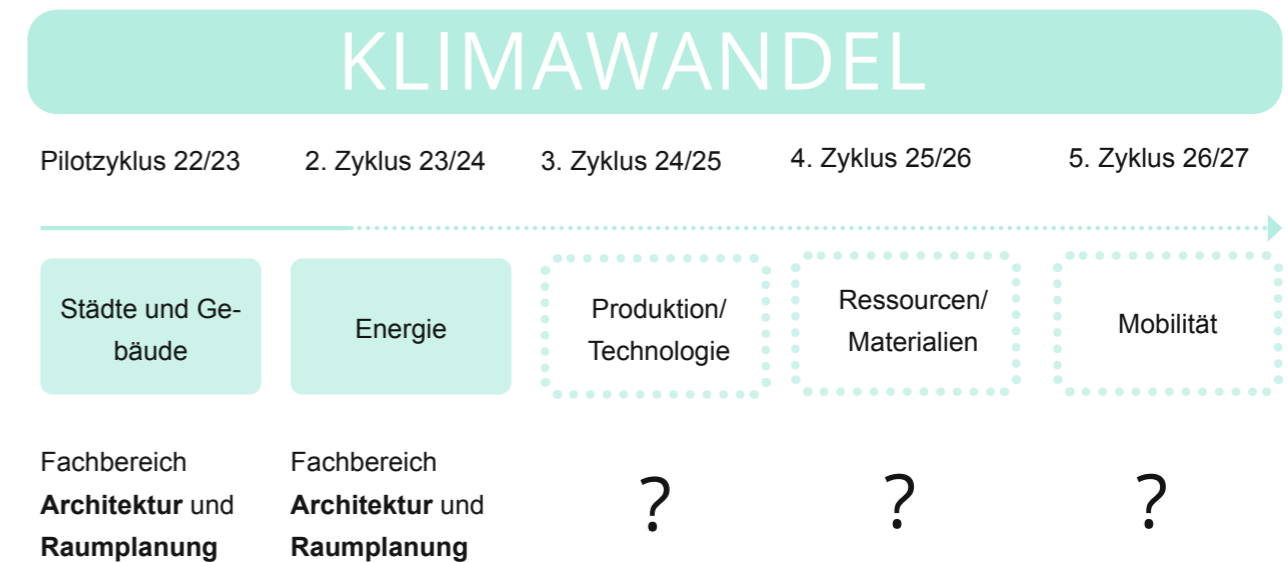 KLIMAWANDEL
Pilotzyklus 22/23
2. Zyklus 23/24
3. Zyklus 24/25
4. Zyklus 25/26
5. Zyklus 26/27
Städte und Ge-
bäude
Energie
Produktion/
Technologie
Ressourcen/
Materialien
Mobilität
Fachbereich
Architektur und
Raumplanung
Fachbereich
Architektur und
Raumplanung
?
?
?